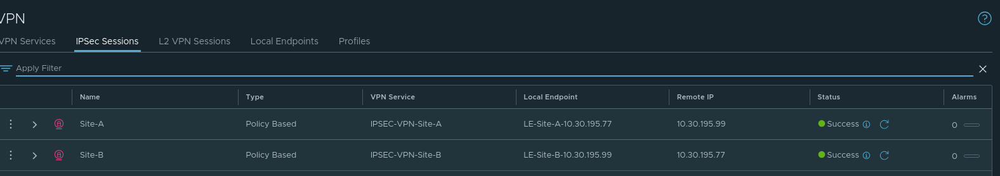 VPN
VPN Services IPSec Sessions L2 VPN Sessions Local Endpoints Profiles
Apply Filter
Name Type VPN Service Local Endpoint Remote IP Status Alarms
Site-A Policy Based IPSEC-VPN-Site-A LE-Site-A-10.30.195.77 10.30.195.99 Success 0
Site-B Policy Based IPSEC-VPN-Site-B LE-Site-B-10.30.195.99 10.30.195.77 Success 0